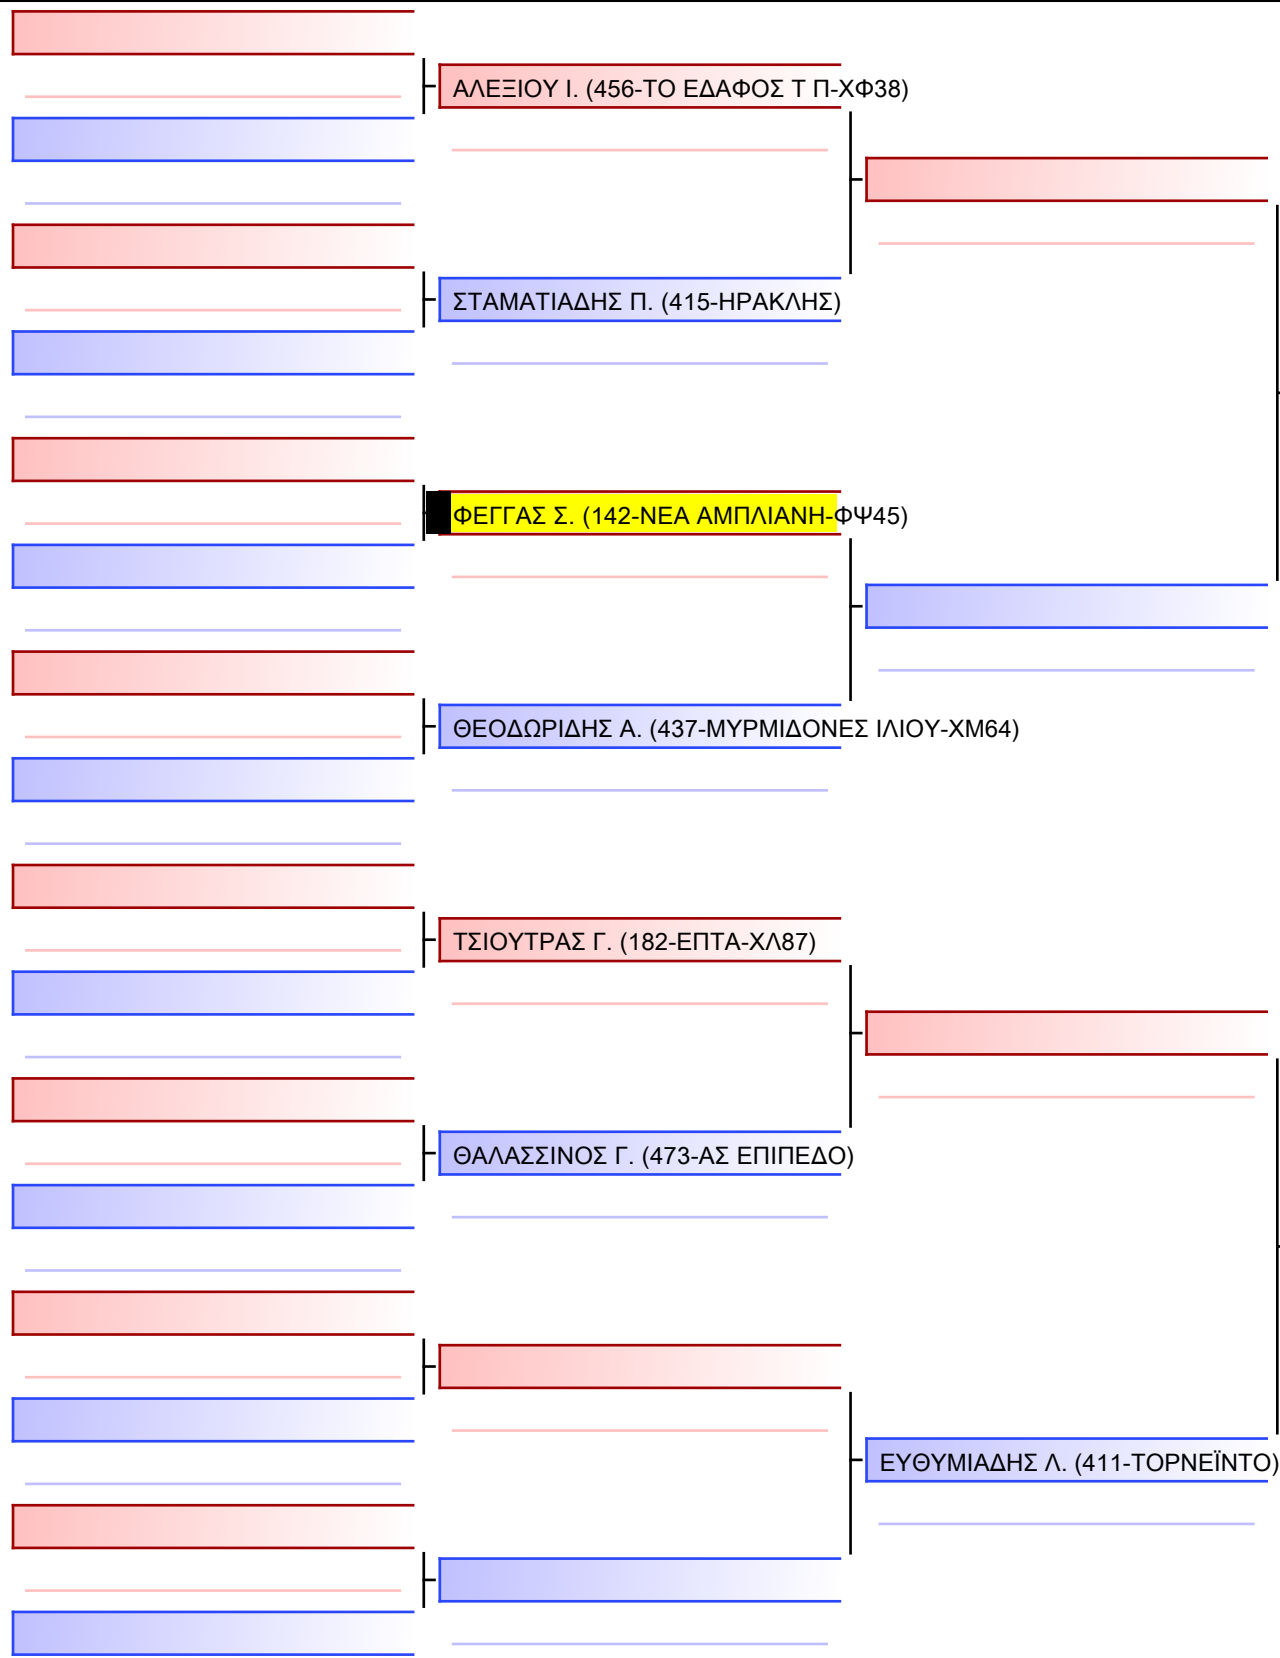 ΑΛΕΞΙΟΥ Ι. (456-ΤΟ ΕΔΑΦΟΣ Τ Π-ΧΦ38)
ΣΤΑΜΑΤΙΑΔΗΣ Π. (415-ΗΡΑΚΛΗΣ)
ΦΕΓΓΑΣ Σ. (142-ΝΕΑ ΑΜΠΛΙΑΝΗ-ΦΨ45)
ΘΕΟΔΩΡΙΔΗΣ Α. (437-ΜΥΡΜΙΔΟΝΕΣ ΙΛΙΟΥ-ΧΜ64)
ΤΣΙΟΥΤΡΑΣ Γ. (182-ΕΠΤΑ-ΧΛ87)
ΘΑΛΑΣΣΙΝΟΣ Γ. (473-ΑΣ ΕΠΙΠΕΔΟ)
ΕΥΘΥΜΙΑΔΗΣ Λ. (411-ΤΟΡΝΕΪΝΤΟ)